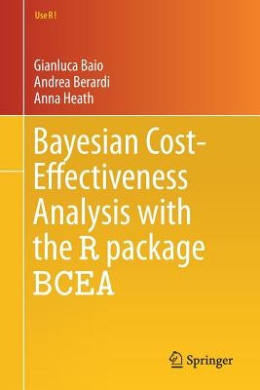 Use R!
Gianluca Baio
Andrea Berardi
Anna Heath
Bayesian Cost-
Effectiveness
Analysis with
the R package
BCEA
Springer